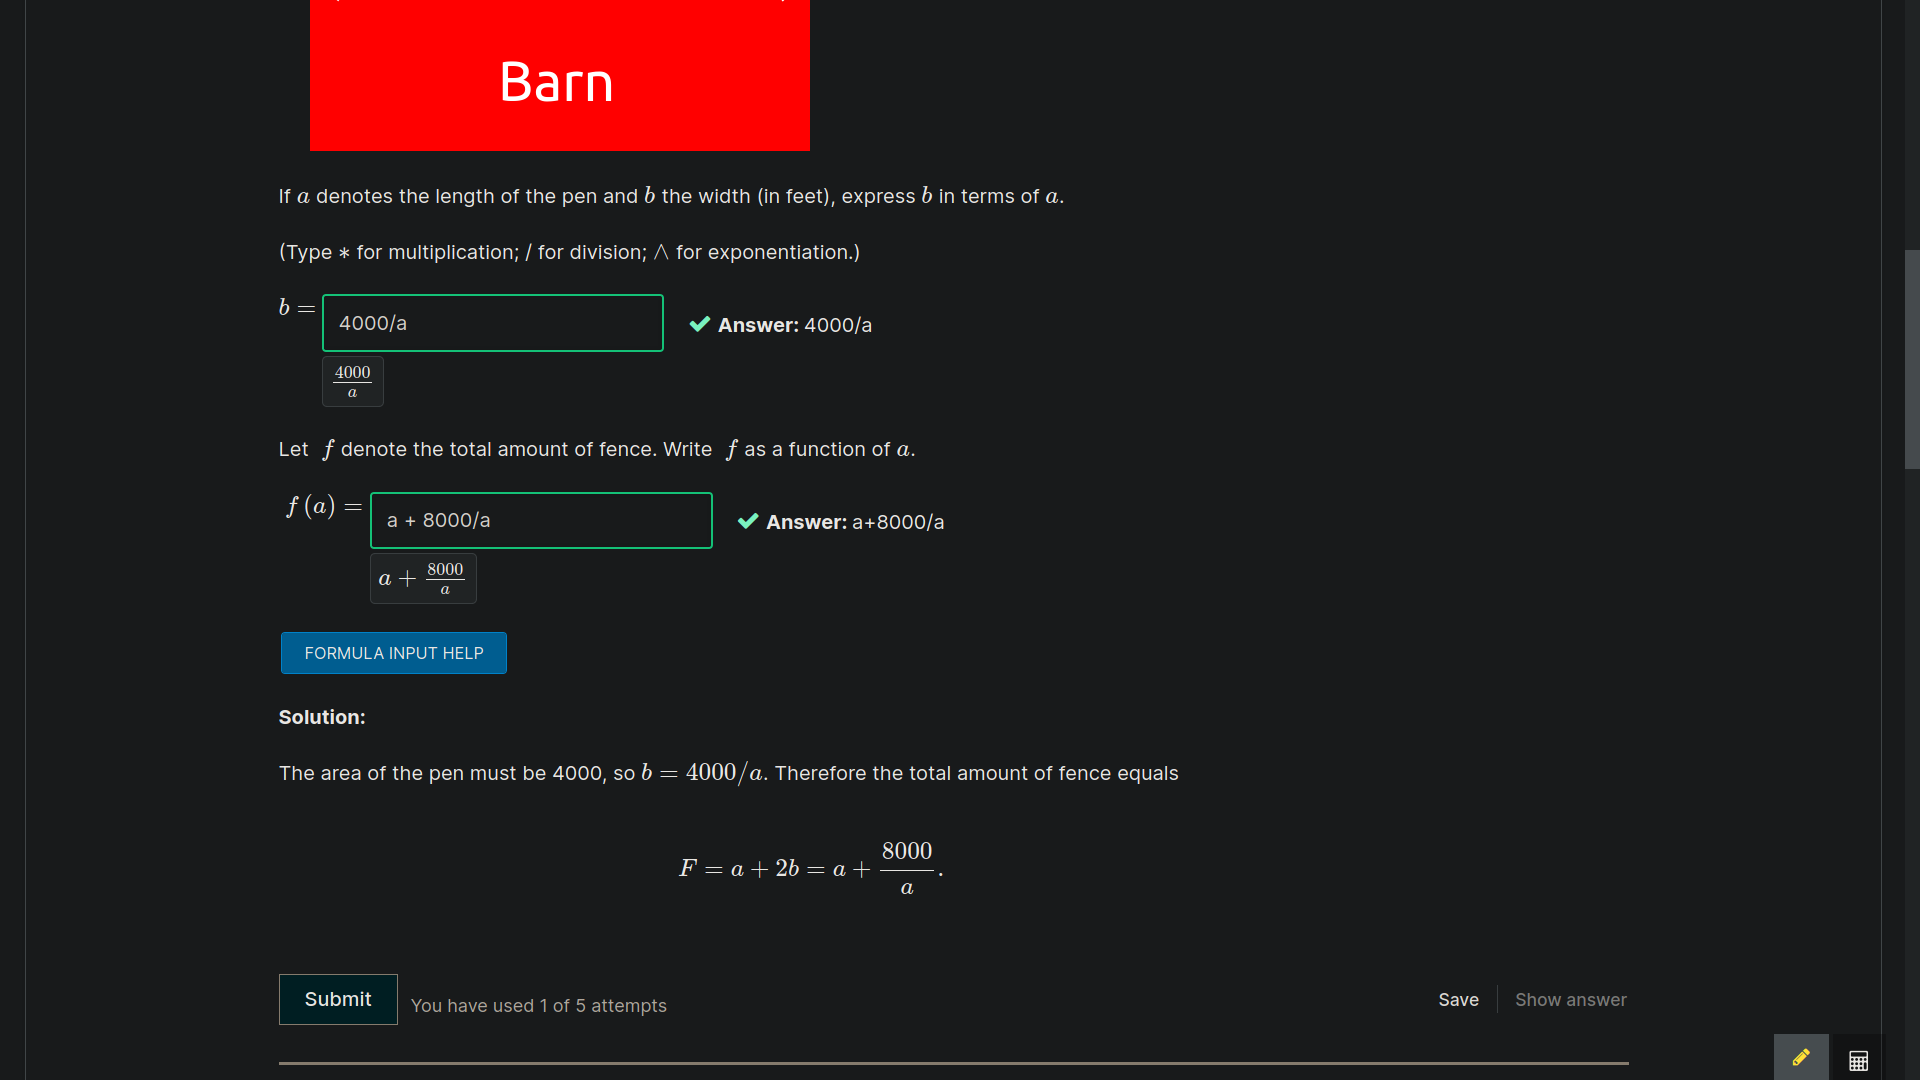 Barn
If a denotes the length of the pen and b the width (in feet), express b in terms of a.
(Type * for multiplication; / for division; ∧ for exponentiation.)
b = 4000/a ✔ Answer: 4000/a
4000/a
Let f denote the total amount of fence. Write f as a function of a.
f (a) = a + 8000/a ✔ Answer: a+8000/a
a + 8000/a
FORMULA INPUT HELP
Solution:
The area of the pen must be 4000, so b = 4000/a. Therefore the total amount of fence equals
F = a + 2b = a + 8000/a.
Submit
You have used 1 of 5 attempts
Save
Show answer